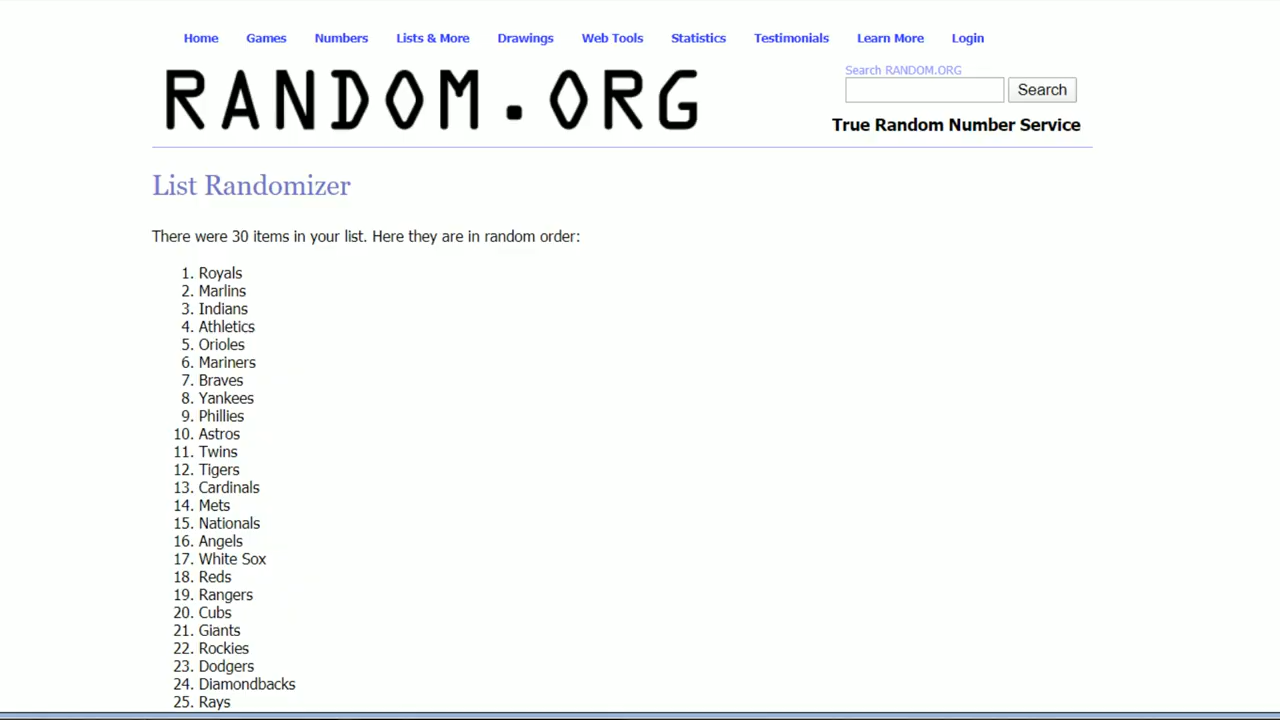 Home Games Numbers Lists & More Drawings Web Tools Statistics Testimonials Learn More Login
RANDOM.ORG
Search RANDOM.ORG
Search
True Random Number Service
List Randomizer
There were 30 items in your list. Here they are in random order:
1. Royals
2. Marlins
3. Indians
4. Athletics
5. Orioles
6. Mariners
7. Braves
8. Yankees
9. Phillies
10. Astros
11. Twins
12. Tigers
13. Cardinals
14. Mets
15. Nationals
16. Angels
17. White Sox
18. Reds
19. Rangers
20. Cubs
21. Giants
22. Rockies
23. Dodgers
24. Diamondbacks
25. Rays